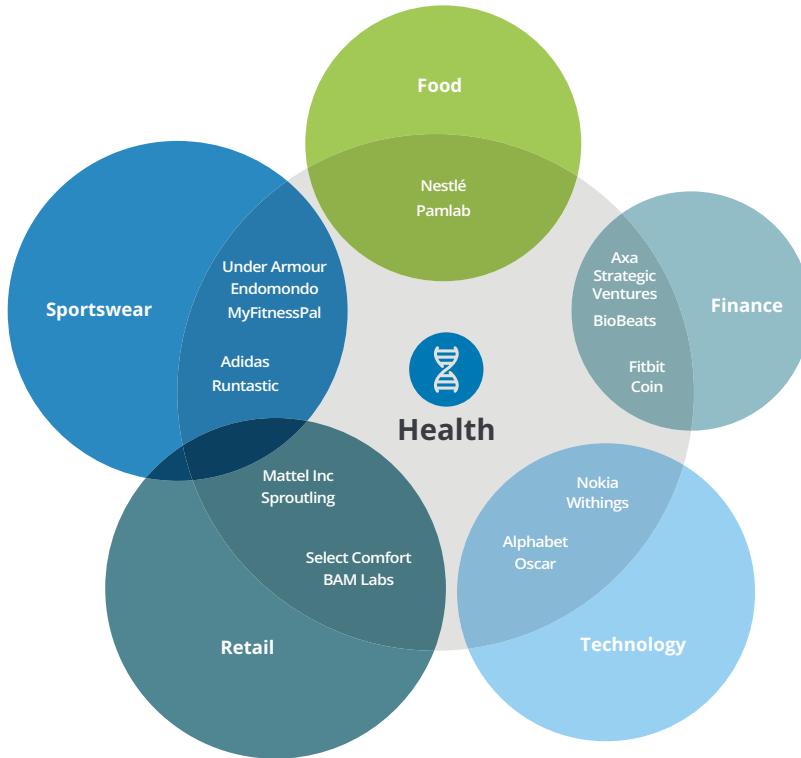 Food
Nestlé
Pamlab
Sportswear
Under Armour
Endomondo
MyFitnessPal
Adidas
Runtastic
Axa
Strategic
Ventures
BioBeats
Fitbit
Coin
Finance
Health
Mattel Inc
Sproutling
Select Comfort
BAM Labs
Retail
Nokia
Withings
Alphabet
Oscar
Technology